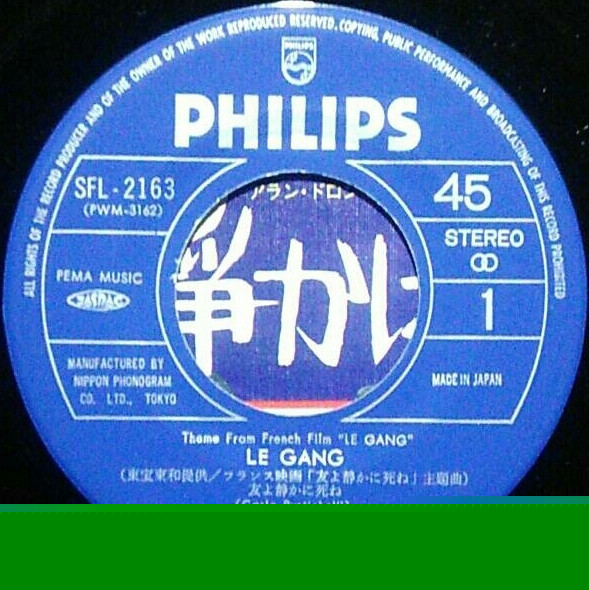 ALL RIGHTS OF THE RECORD PRODUCER AND OF THE OWNER OF THE WORK REPRODUCED RESERVED. COPYING, PUBLIC PERFORMANCE AND BROADCASTING OF THIS RECORD PROHIBITED
PHILIPS
PHILIPS
SFL-2163
(PWM-3162)
45
アラン・ドロン
STEREO
静かに
PEMA MUSIC
JASRAC
1
MANUFACTURED BY
NIPPON PHONOGRAM
CO. LTD., TOKYO
MADE IN JAPAN
Theme From French Film "LE GANG"
LE GANG
(東宝東和提供/フランス映画「友よ静かに死ね」主題曲)
友よ静かに死ね